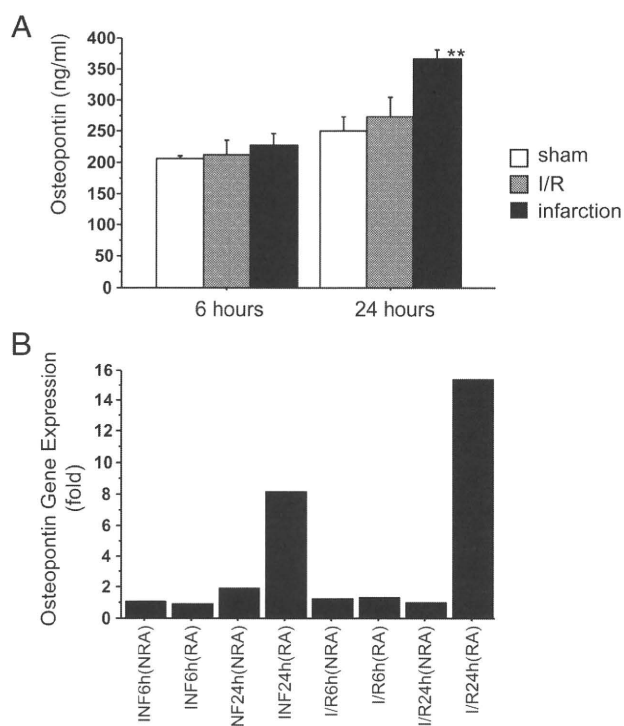 A
Osteopontin (ng/ml)
400
350
300
250
200
150
100
50
0
**
6 hours
24 hours
sham
I/R
infarction
B
Osteopontin Gene Expression
(fold)
16
14
12
10
8
6
4
2
0
INF6h(NRA)
INF6h(RA)
NF24h(NRA)
INF24h(RA)
I/R6h(NRA)
I/R6h(RA)
I/R24h(NRA)
I/R24h(RA)